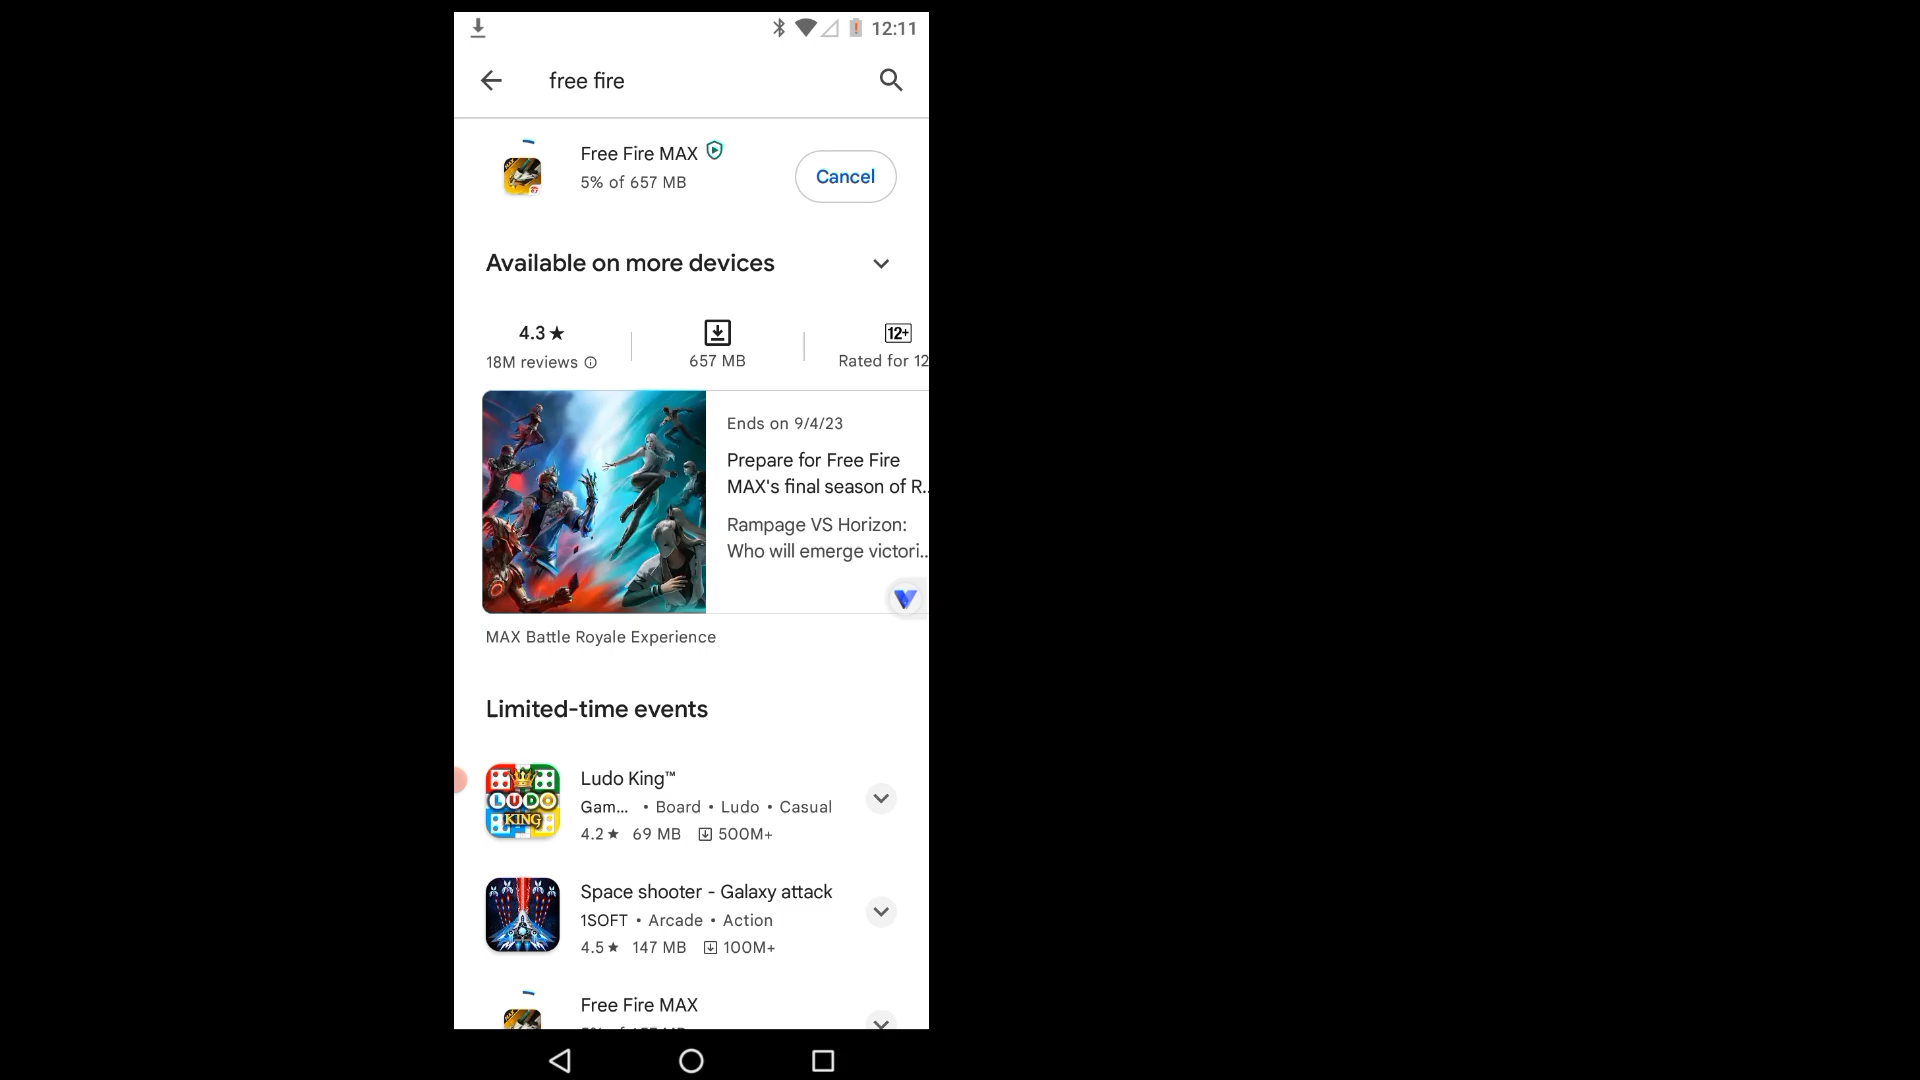 12:11
free fire
Free Fire MAX
5% of 657 MB
Cancel
Available on more devices
4.3★
18M reviews
657 MB
12+
Rated for 12
Ends on 9/4/23
Prepare for Free Fire
MAX's final season of R..
Rampage VS Horizon:
Who will emerge victori..
MAX Battle Royale Experience
Limited-time events
LUDO
KING
Ludo King™
Gam... • Board • Ludo • Casual
4.2★ 69 MB 500M+
Space shooter - Galaxy attack
1SOFT • Arcade • Action
4.5★ 147 MB 100M+
Free Fire MAX